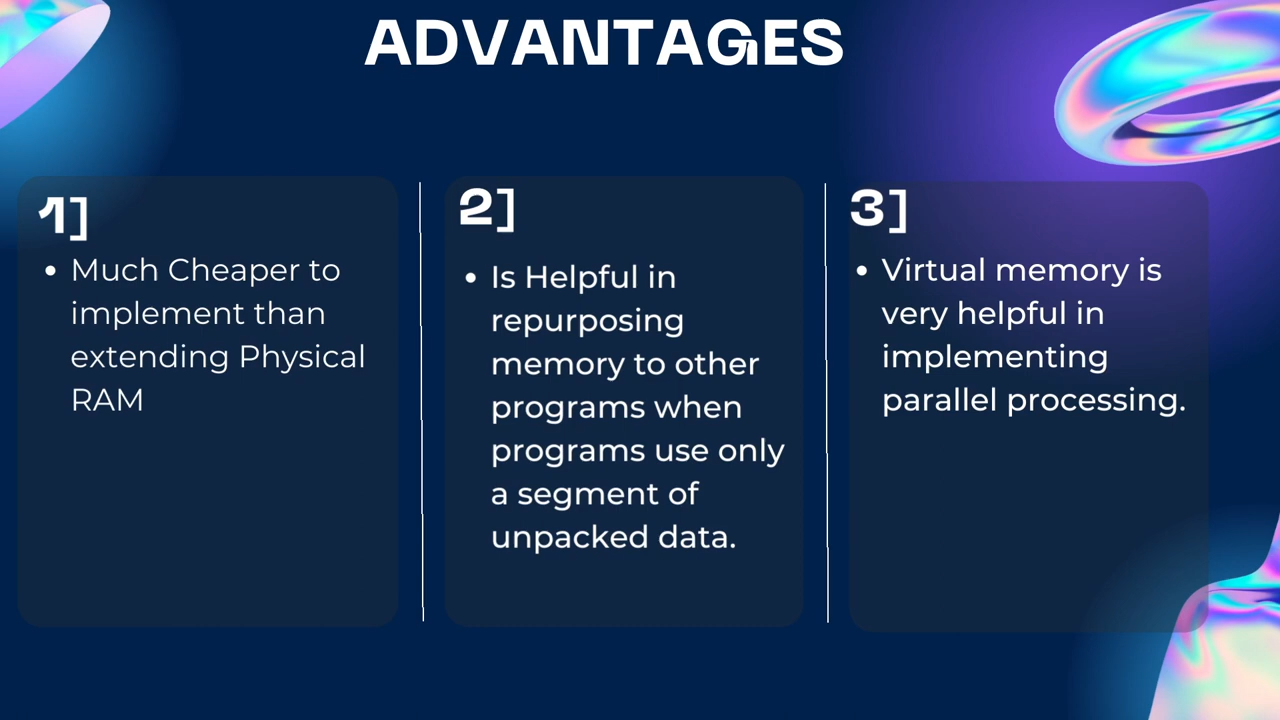 ADVANTAGES
1]
• Much Cheaper to
implement than
extending Physical
RAM
2]
• Is Helpful in
repurposing
memory to other
programs when
programs use only
a segment of
unpacked data.
3]
• Virtual memory is
very helpful in
implementing
parallel processing.